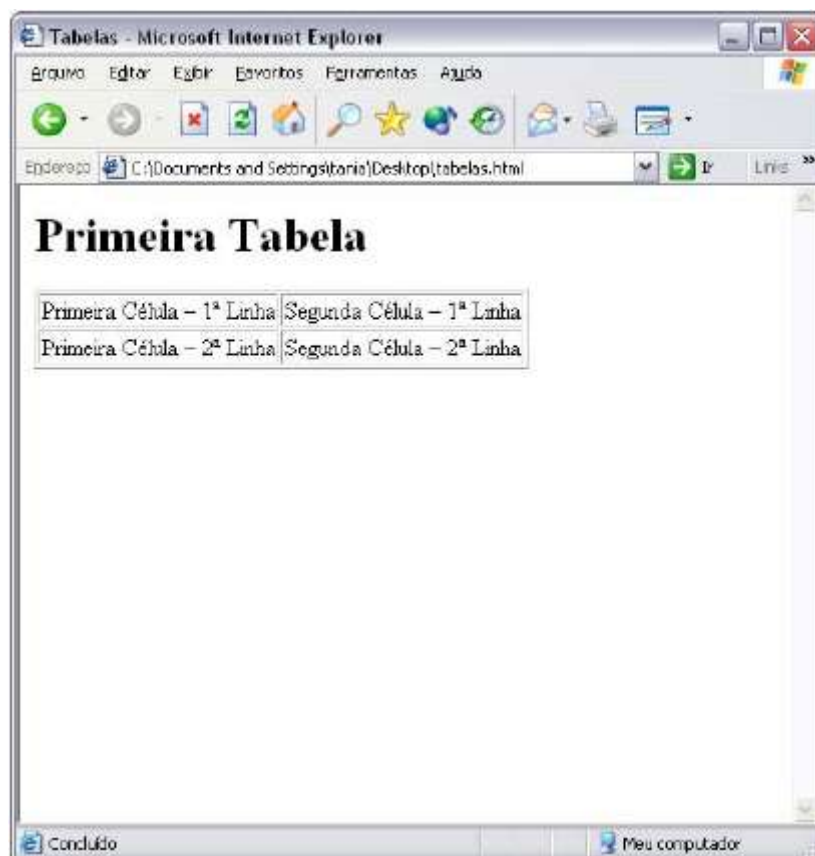 Tabelas - Microsoft Internet Explorer
Arquivo Editar Exibir Favoritos Ferramentas Ajuda
Endereço C:\Documents and Settings\tania\Desktop\tabelas.html Ir Links »
Primeira Tabela
Primeira Célula – 1ª Linha Segunda Célula – 1ª Linha
Primeira Célula – 2ª Linha Segunda Célula – 2ª Linha
Concluído Meu computador